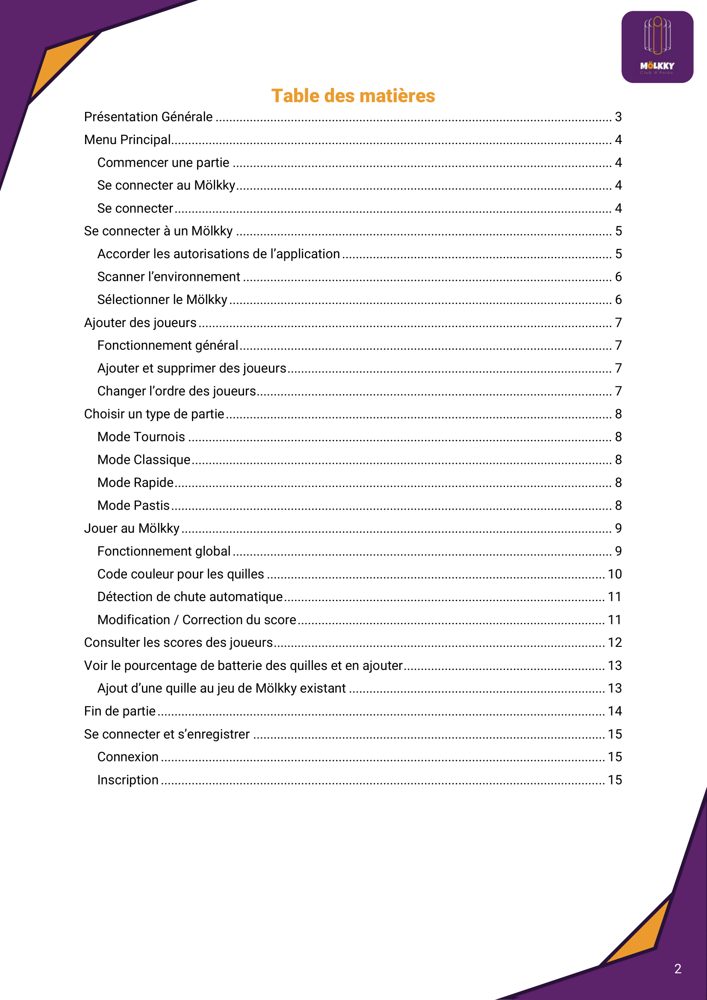 MÖLKKY
Club d'Anjou
Table des matières
Présentation Générale ........ 3
Menu Principal ........ 4
Commencer une partie ........ 4
Se connecter au Mölkky ........ 4
Se connecter ........ 4
Se connecter à un Mölkky ........ 5
Accorder les autorisations de l’application ........ 5
Scanner l’environnement ........ 6
Sélectionner le Mölkky ........ 6
Ajouter des joueurs ........ 7
Fonctionnement général ........ 7
Ajouter et supprimer des joueurs ........ 7
Changer l’ordre des joueurs ........ 7
Choisir un type de partie ........ 8
Mode Tournois ........ 8
Mode Classique ........ 8
Mode Rapide ........ 8
Mode Pastis ........ 8
Jouer au Mölkky ........ 9
Fonctionnement global ........ 9
Code couleur pour les quilles ........ 10
Détection de chute automatique ........ 11
Modification / Correction du score ........ 11
Consulter les scores des joueurs ........ 12
Voir le pourcentage de batterie des quilles et en ajouter ........ 13
Ajout d’une quille au jeu de Mölkky existant ........ 13
Fin de partie ........ 14
Se connecter et s’enregistrer ........ 15
Connexion ........ 15
Inscription ........ 15
2